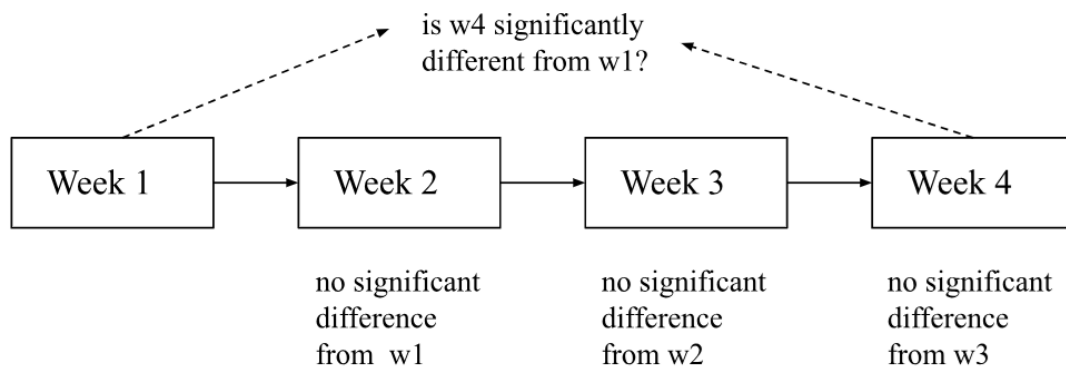 is w4 significantly
different from w1?
Week 1
Week 2
Week 3
Week 4
no significant
difference
from w1
no significant
difference
from w2
no significant
difference
from w3